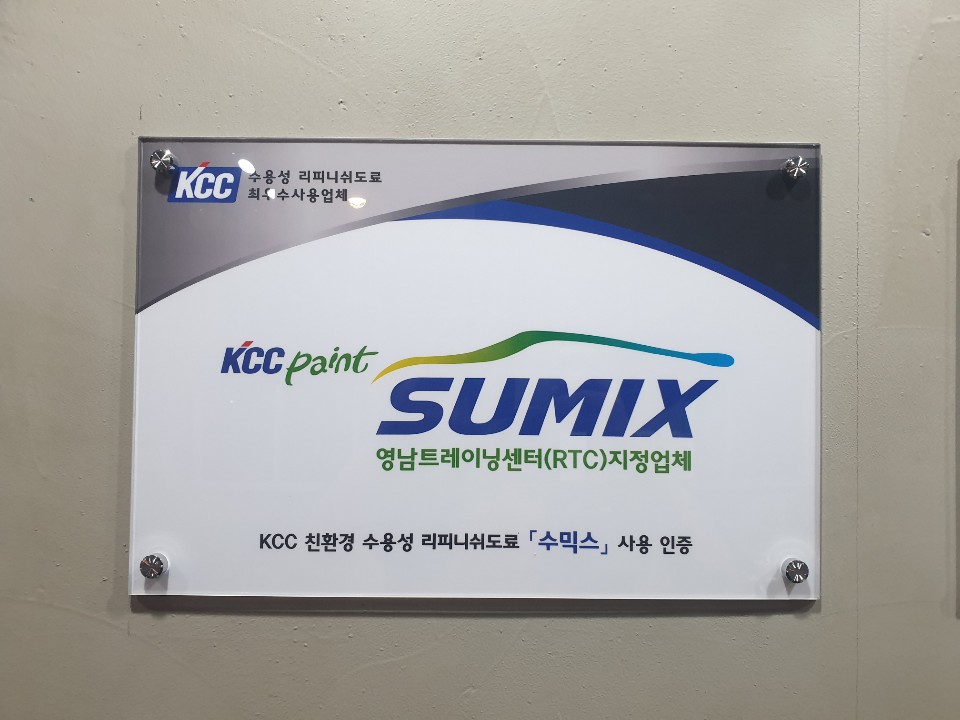 KCC 수용성 리피니쉬도료
최우수사용업체
KCC paint
SUMIX
영남트레이닝센터(RTC)지정업체
KCC 친환경 수용성 리피니쉬도료 「수믹스」 사용 인증